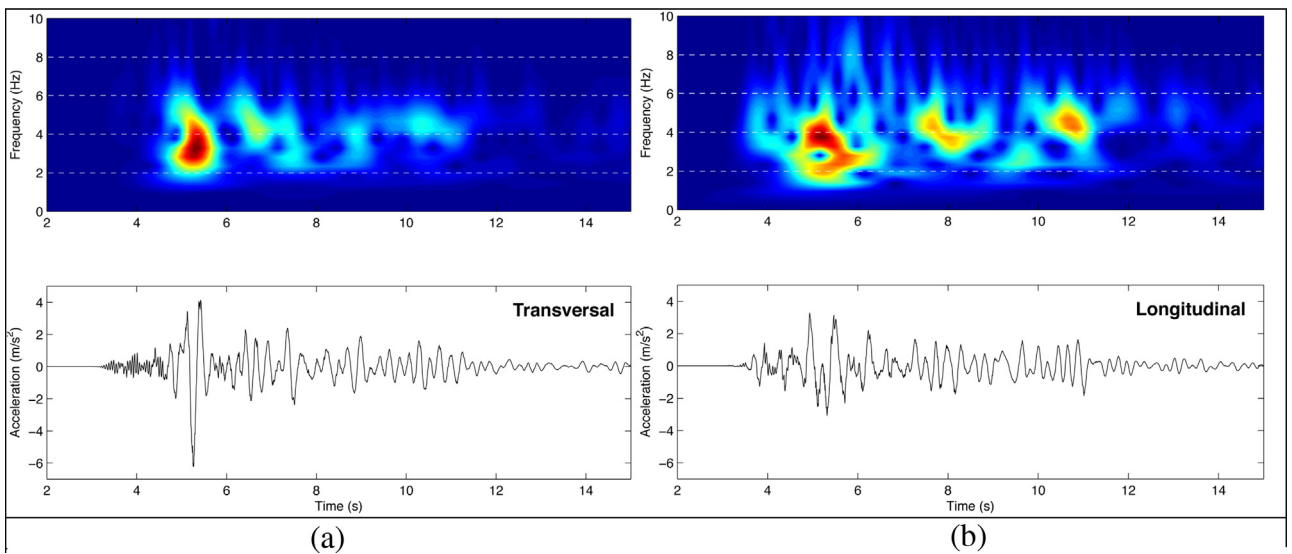 10
8
6
4
2
0
Frequency (Hz)
2 4 6 8 10 12 14
10
8
6
4
2
0
Frequency (Hz)
2 4 6 8 10 12 14
4
2
0
−2
−4
−6
Acceleration (m/s²)
Transversal
2 4 6 8 10 12 14
Time (s)
4
2
0
−2
−4
−6
Acceleration (m/s²)
Longitudinal
2 4 6 8 10 12 14
Time (s)
(a)
(b)